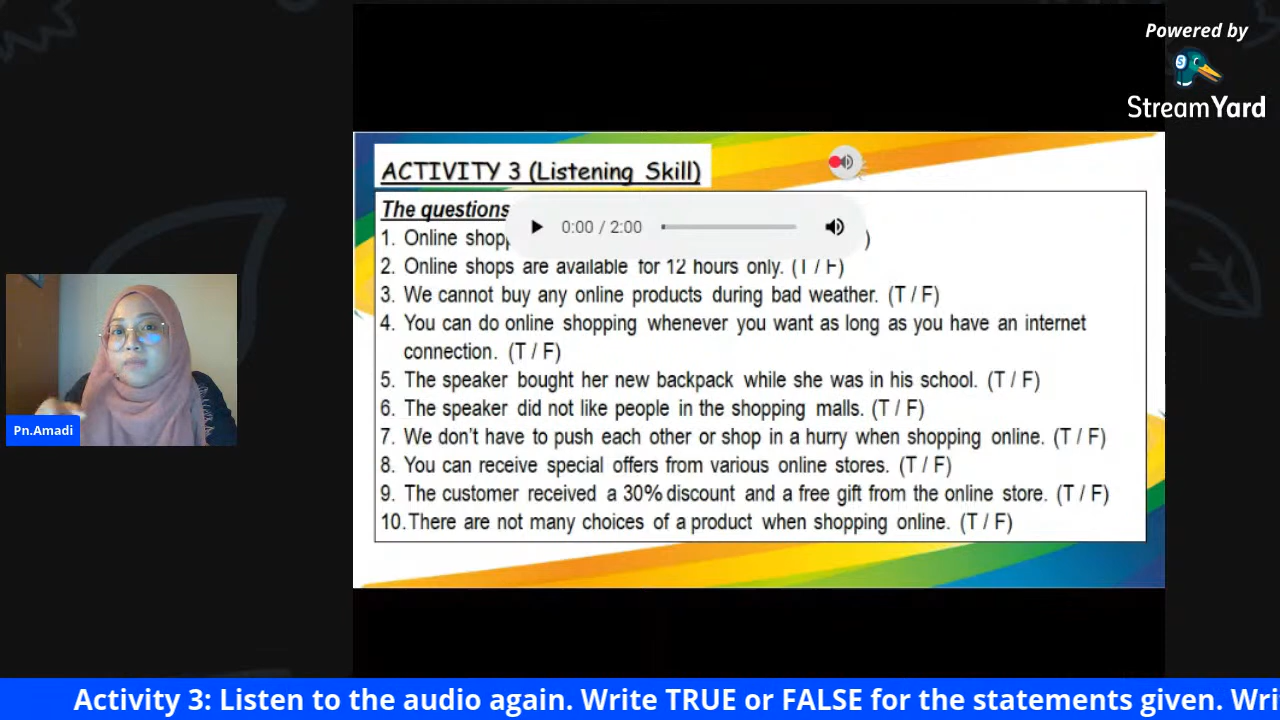 Powered by
StreamYard
ACTIVITY 3 (Listening Skill)
The questions
0:00 / 2:00
1. Online )
2. Online shops are available for 12 hours only. (T / F)
3. We cannot buy any online products during bad weather. (T / F)
4. You can do online shopping whenever you want as long as you have an internet
connection. (T / F)
5. The speaker bought her new backpack while she was in his school. (T / F)
6. The speaker did not like people in the shopping malls. (T / F)
7. We don't have to push each other or shop in a hurry when shopping online. (T / F)
8. You can receive special offers from various online stores. (T / F)
9. The customer received a 30% discount and a free gift from the online store. (T / F)
10. There are not many choices of a product when shopping online. (T / F)
Pn.Amadi
Activity 3: Listen to the audio again. Write TRUE or FALSE for the statements given. Wri